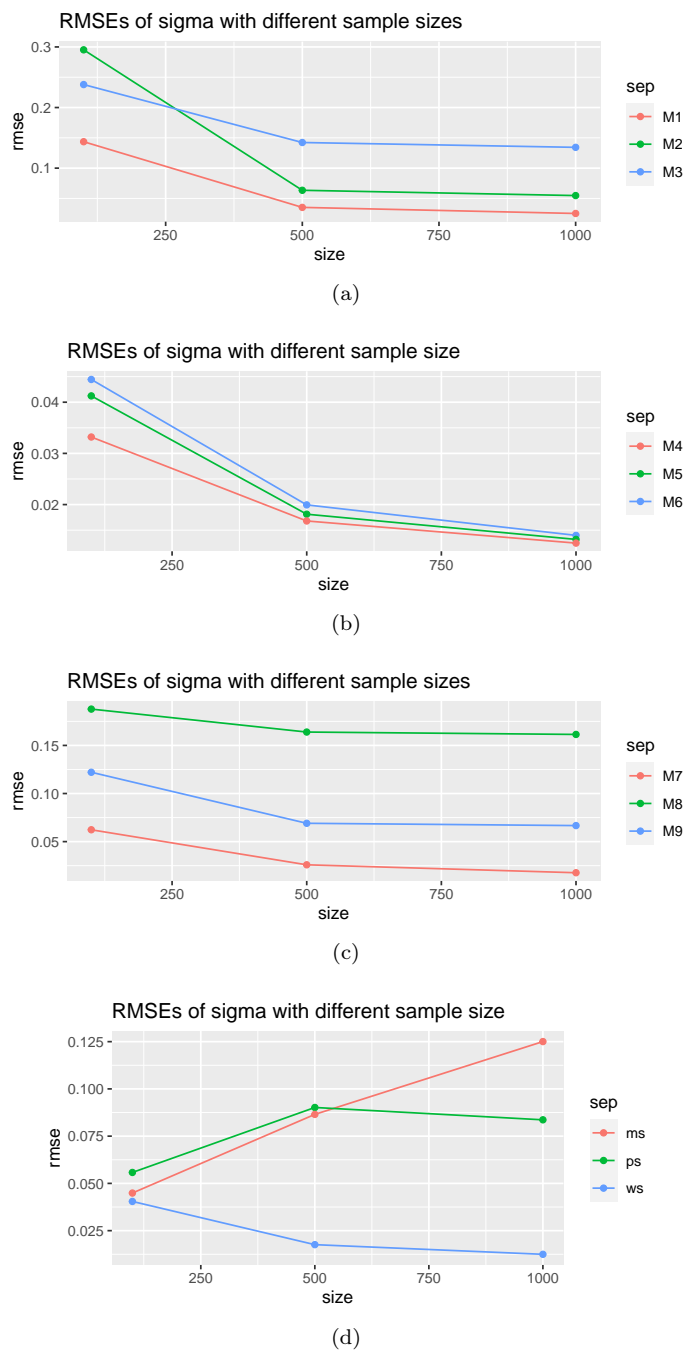 RMSEs of sigma with different sample sizes
0.3
0.2
0.1
rmse
250
500
750
1000
size
sep
M1
M2
M3
(a)
RMSEs of sigma with different sample size
0.04
0.03
0.02
rmse
250
500
750
1000
size
sep
M4
M5
M6
(b)
RMSEs of sigma with different sample sizes
0.15
0.10
0.05
rmse
250
500
750
1000
size
sep
M7
M8
M9
(c)
RMSEs of sigma with different sample size
0.125
0.100
0.075
0.050
0.025
rmse
250
500
750
1000
size
sep
ms
ps
ws
(d)